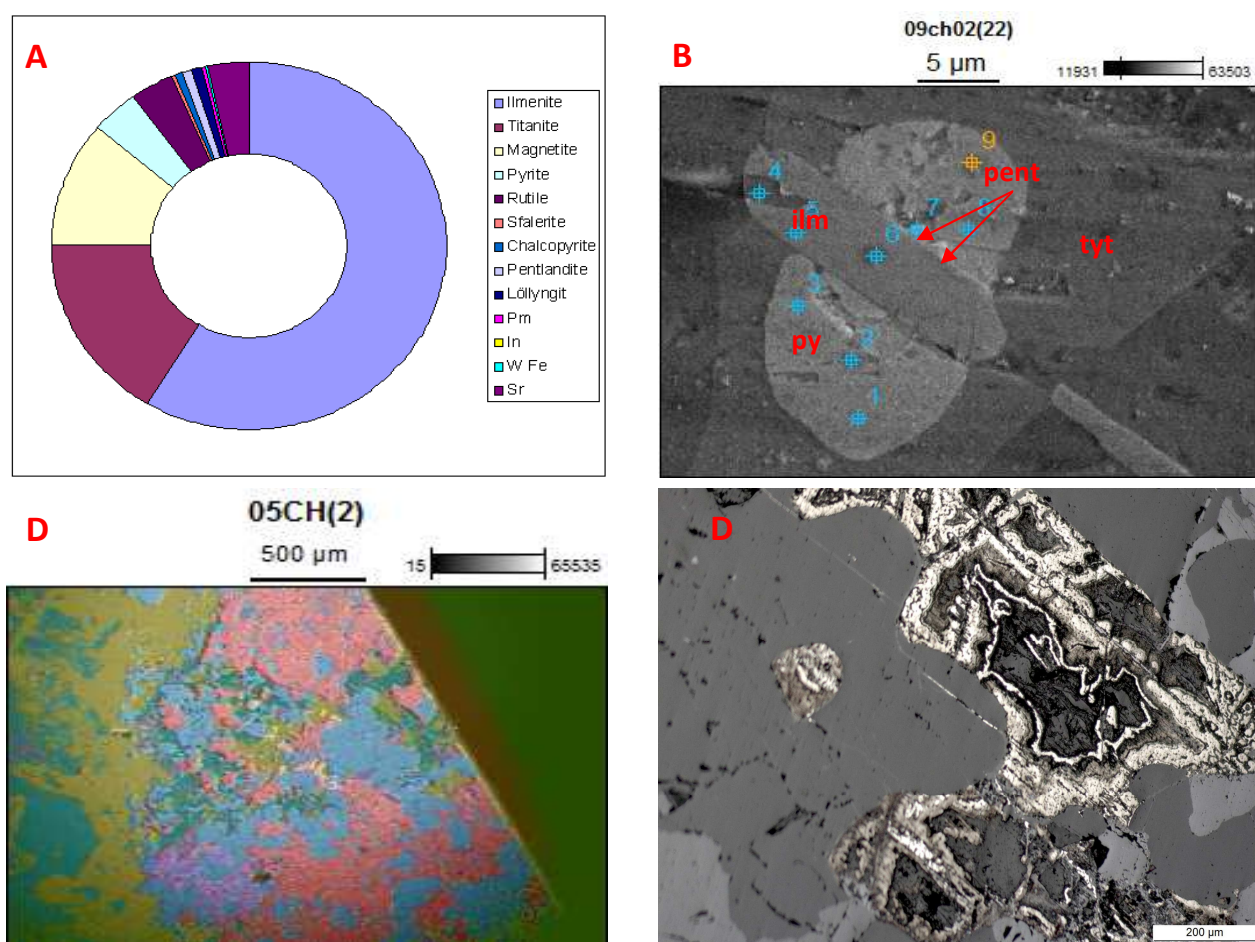 A
Ilmenite
Titanite
Magnetite
Pyrite
Rutile
Sfalerite
Chalcopyrite
Pentlandite
Löllyngit
Pm
In
W Fe
Sr
B
09ch02(22)
5 µm
11931 63503
9
4
pent
5
ilm
7
8
6
tyt
3
py
2
1
D
05CH(2)
500 µm
15 65535
D
200 µm